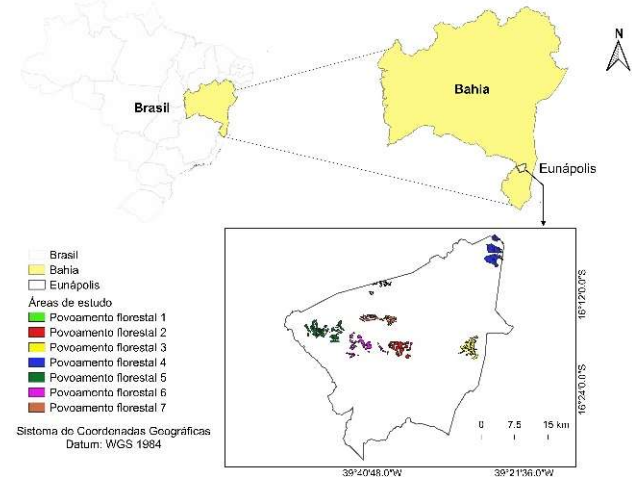 N
Brasil
Bahia
Eunápolis
Brasil
Bahia
Eunápolis
Áreas de estudo
Povoamento florestal 1
Povoamento florestal 2
Povoamento florestal 3
Povoamento florestal 4
Povoamento florestal 5
Povoamento florestal 6
Povoamento florestal 7
Sistema de Coordenadas Geográficas
Datum: WGS 1984
16°12'0.0"S
16°24'0.0"S
0 7.5 15 km
39°40'48.0"W
39°21'36.0"W